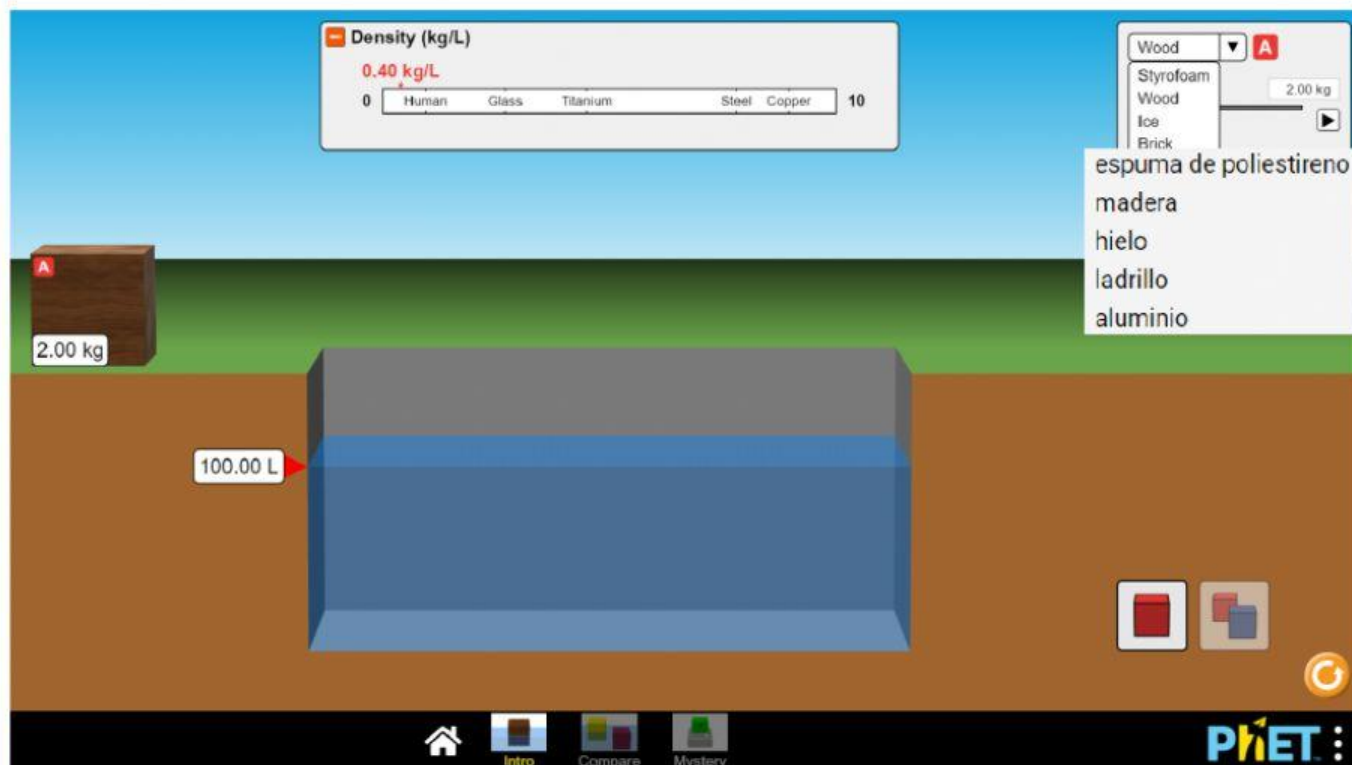 Density (kg/L)
0.40 kg/L
0 Human Glass Titanium Steel Copper 10
Wood A
Styrofoam
Wood
Ice
Brick
2.00 kg
espuma de poliestireno
madera
hielo
ladrillo
aluminio
A
2.00 kg
100.00 L
Intro
Compare
Mystery
PhET